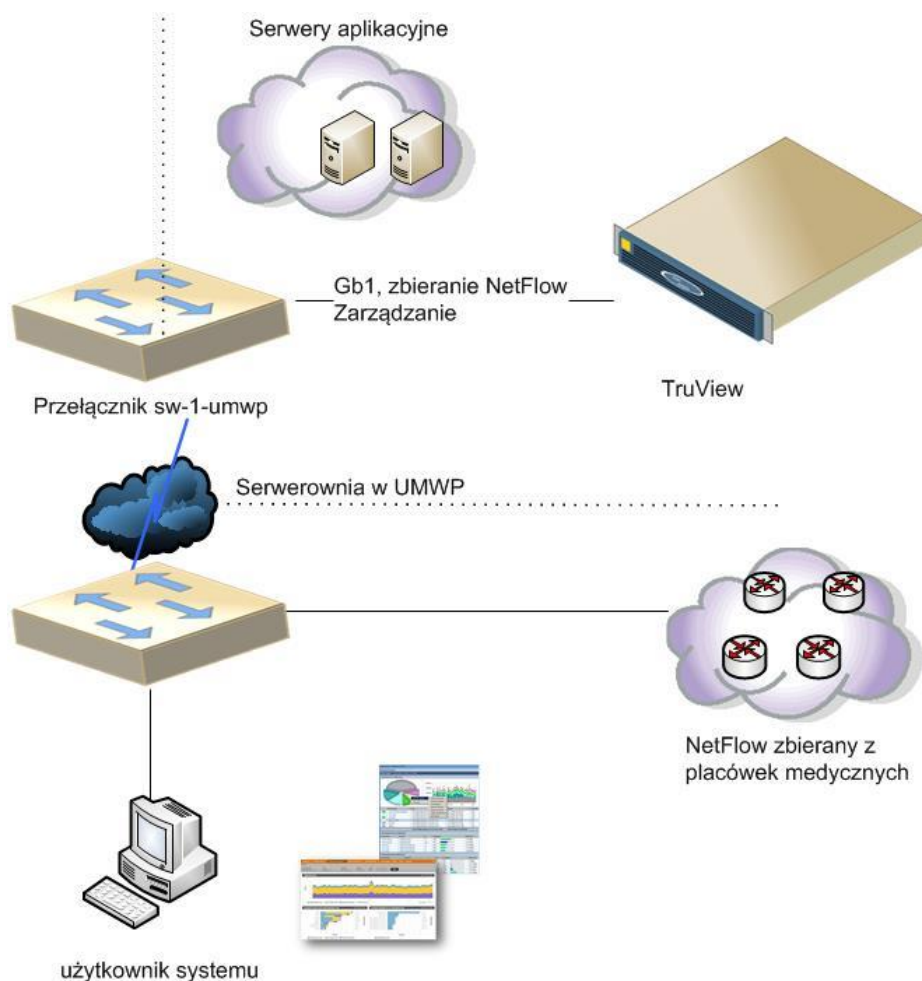 Serwery aplikacyjne
Gb1, zbieranie NetFlow
Zarządzanie
TruView
Przełącznik sw-1-umwp
Serwerownia w UMWP
NetFlow zbierany z
placówek medycznych
użytkownik systemu